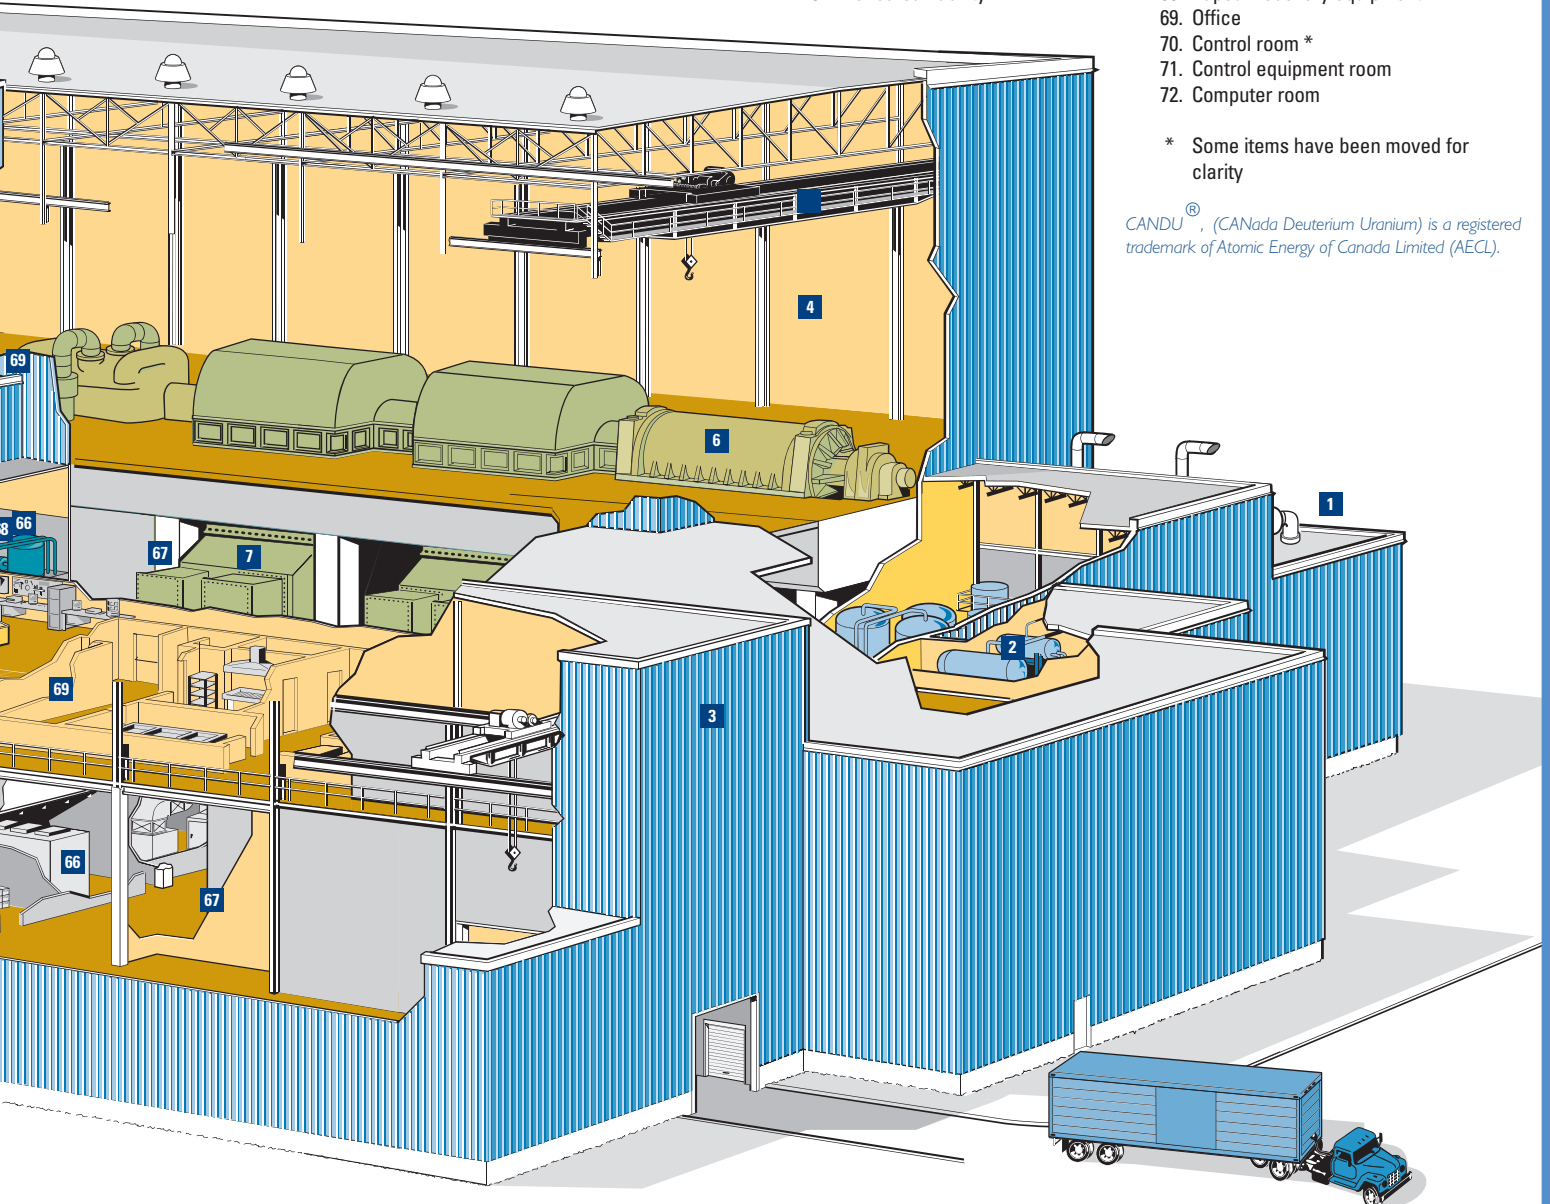 69. Office
70. Control room *
71. Control equipment room
72. Computer room
* Some items have been moved for
clarity
CANDU ®, (CANada Deuterium Uranium) is a registered
trademark of Atomic Energy of Canada Limited (AECL).
4
69
6
1
66
67
7
2
69
3
66
67